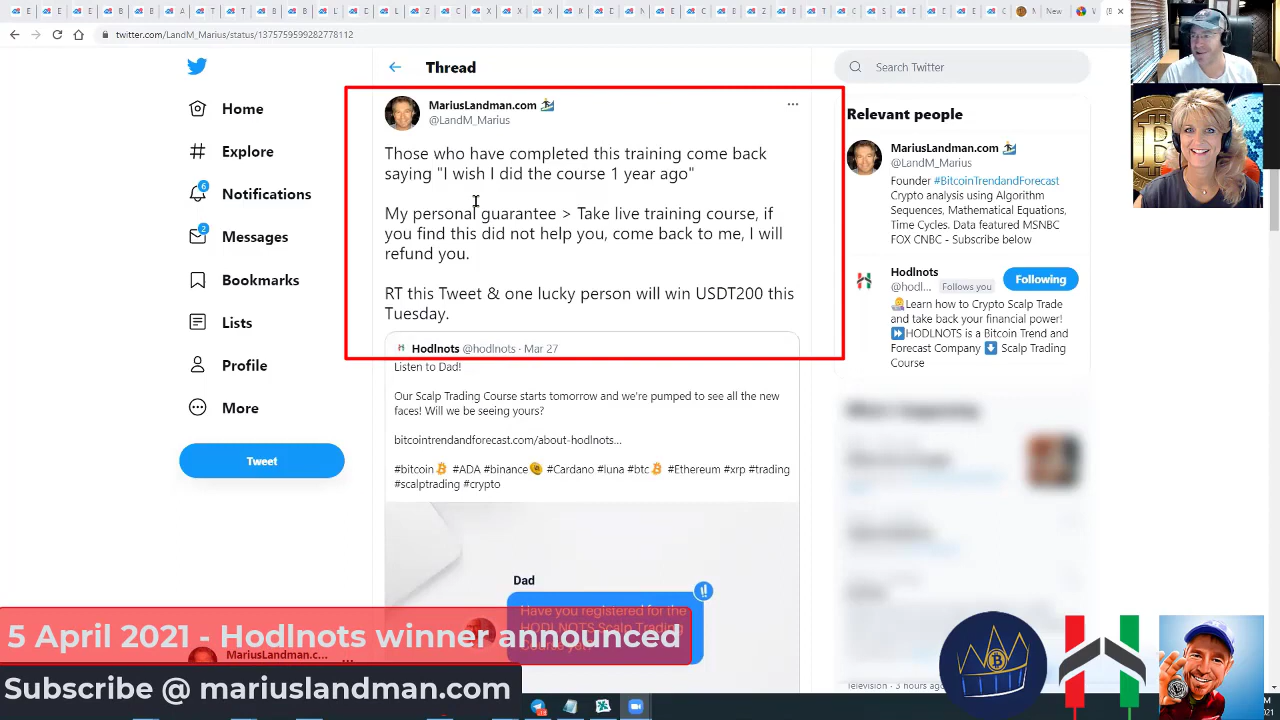 twitter.com/LandM_Marius/status/1375759599282778112
Home
Explore
6
Notifications
2
Messages
Bookmarks
Lists
Profile
More
Tweet
Thread
MariusLandman.com
@LandM_Marius
Those who have completed this training come back
saying "I wish I did the course 1 year ago"
My personal guarantee > Take live training course, if
you find this did not help you, come back to me, I will
refund you.
RT this Tweet & one lucky person will win USDT200 this
Tuesday.
Hodlnots @hodlnots · Mar 27
Listen to Dad!
Our Scalp Trading Course starts tomorrow and we're pumped to see all the new
faces! Will we be seeing yours?
bitcointrendandforecast.com/about-hodlnots...
#bitcoin #ADA #binance #Cardano #luna #btc #Ethereum #xrp #trading
#scalptrading #crypto
Dad
Have you registered for the
HODLNOTS Scalp Trading
Search Twitter
Relevant people
MariusLandman.com
@LandM_Marius
Founder #BitcoinTrendandForecast
Crypto analysis using Algorithm
Sequences, Mathematical Equations,
Time Cycles. Data featured MSNBC
FOX CNBC - Subscribe below
Hodlnots
@hodl... Follows you
Following
Learn how to Crypto Scalp Trade
and take back your financial power!
HODLNOTS is a Bitcoin Trend and
Forecast Company Scalp Trading
Course
5 April 2021 - Hodlnots winner announced
MariusLandman.c...
Subscribe @ mariuslandman.com